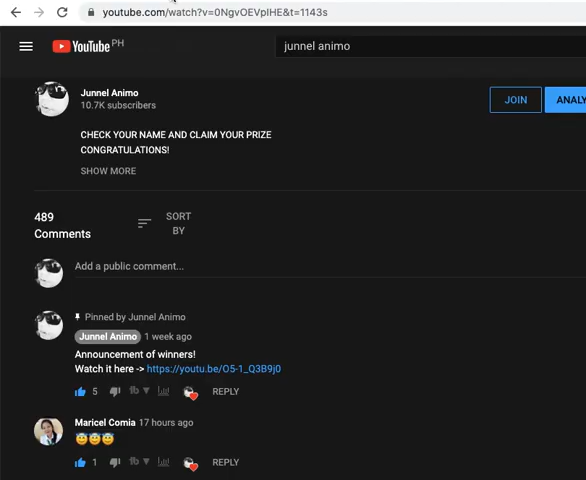 youtube.com/watch?v=0NgvOEVpIHE&t=1143s
YouTube PH
junnel animo
Junnel Animo
10.7K subscribers
JOIN
ANALY
CHECK YOUR NAME AND CLAIM YOUR PRIZE
CONGRATULATIONS!
SHOW MORE
489
Comments
SORT
BY
Add a public comment...
Pinned by Junnel Animo
Junnel Animo 1 week ago
Announcement of winners!
Watch it here -> https://youtu.be/O5-1_Q3B9j0
5
REPLY
Maricel Comia 17 hours ago
😇😇😇
1
REPLY